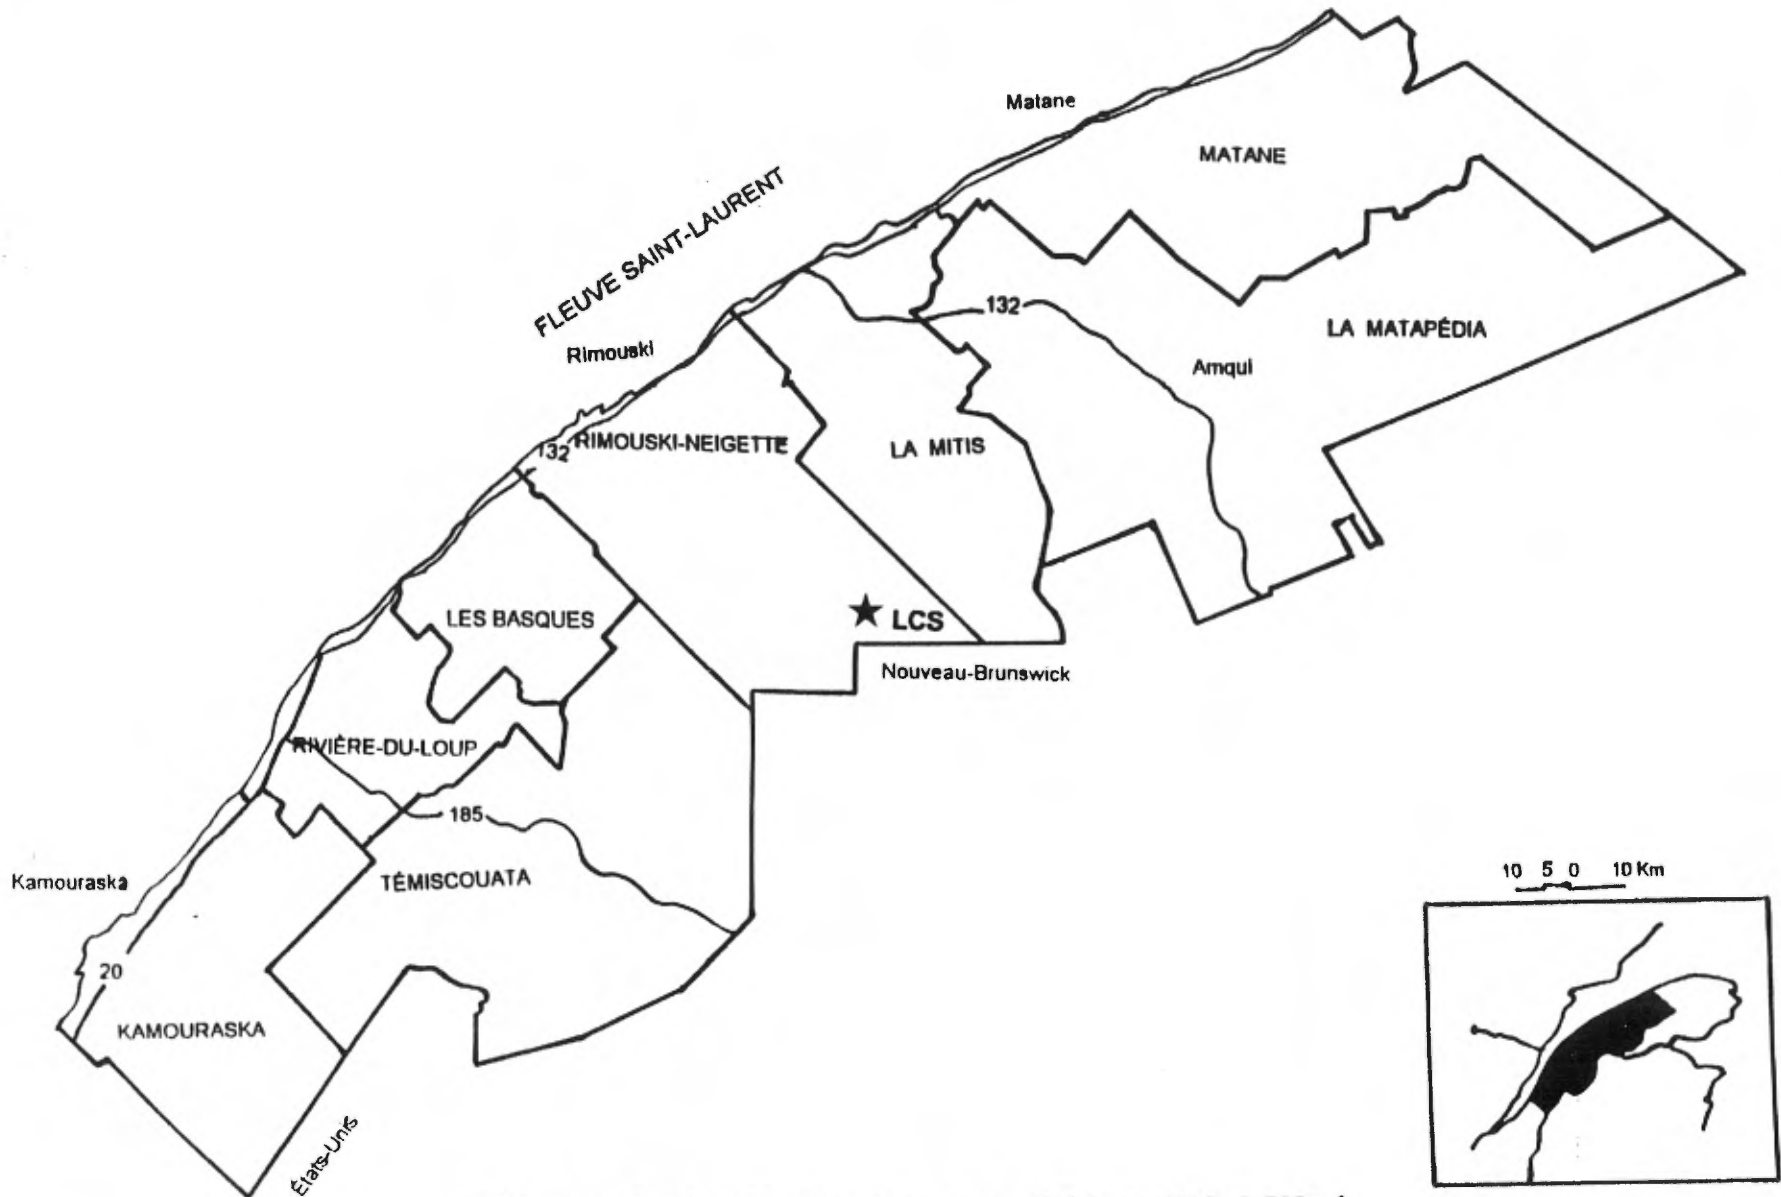 Matane
MATANE
FLEUVE SAINT-LAURENT
132
LA MATAPÉDIA
Rimouski
Amqui
RIMOUSKI-NEIGETTE
LA MITIS
132
LES BASQUES
LCS
Nouveau-Brunswick
RIVIÈRE-DU-LOUP
185
Kamouraska
TÉMISCOUATA
10 5 0 10 Km
20
KAMOURASKA
États-Unis